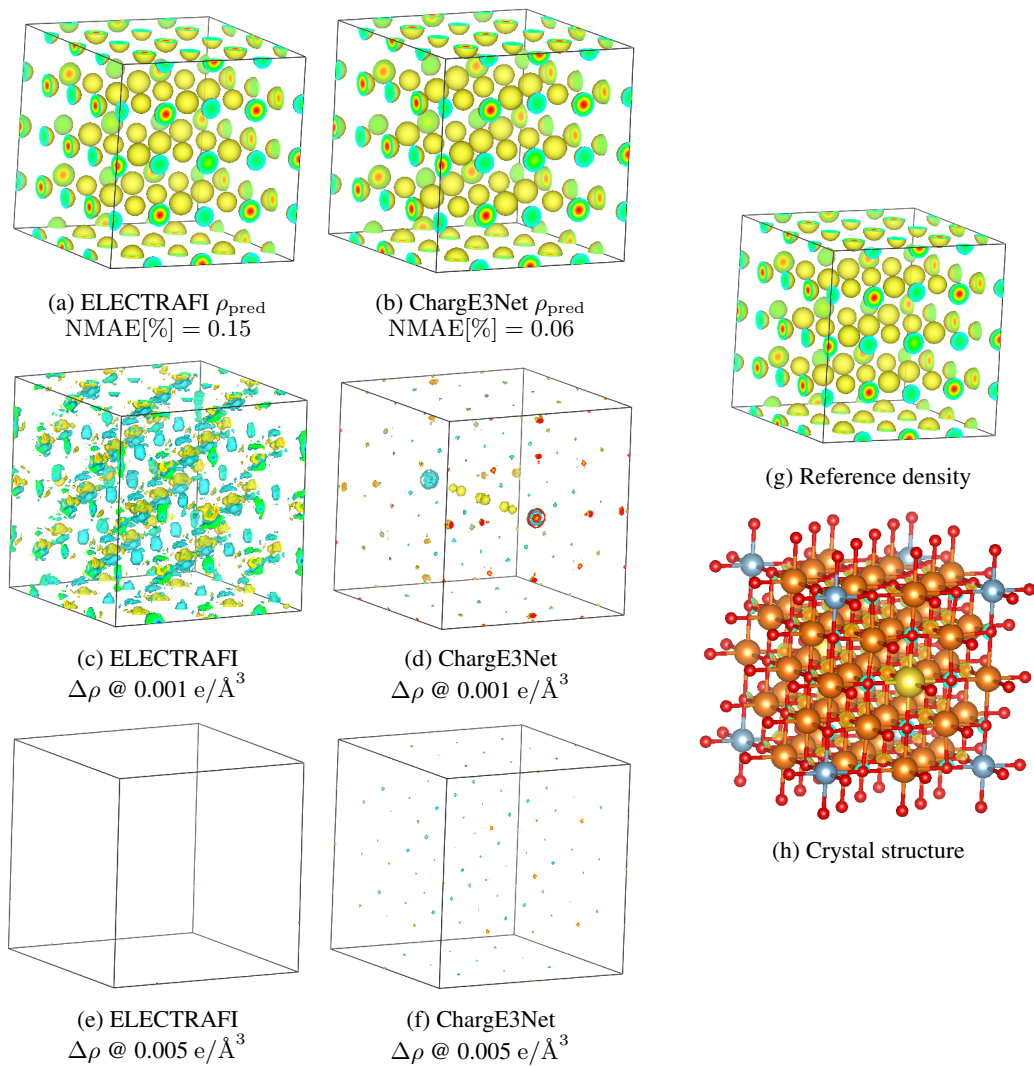 (a) ELECTRAFI ρpred
NMAE[%] = 0.15
(b) ChargE3Net ρpred
NMAE[%] = 0.06
(c) ELECTRAFI
Δρ @ 0.001 e/Å³
(d) ChargE3Net
Δρ @ 0.001 e/Å³
(e) ELECTRAFI
Δρ @ 0.005 e/Å³
(f) ChargE3Net
Δρ @ 0.005 e/Å³
(g) Reference density
(h) Crystal structure